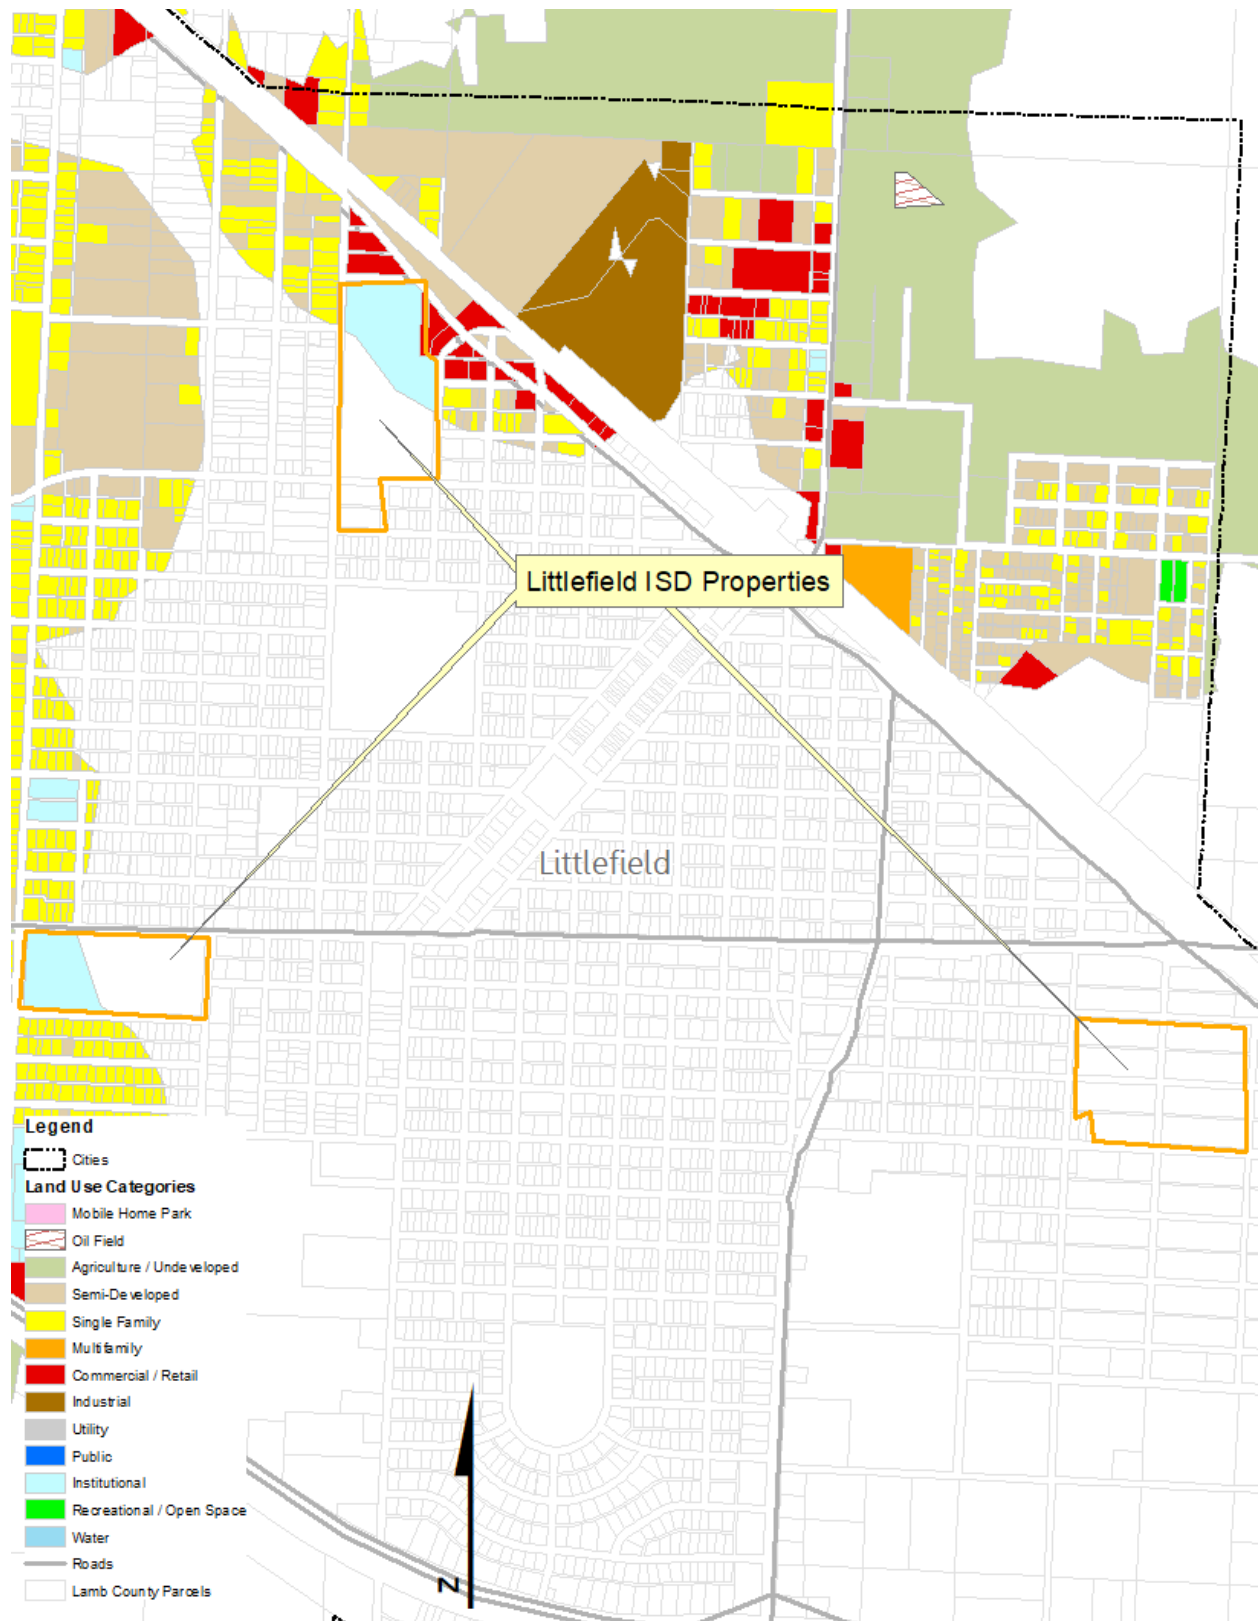 Littlefield ISD Properties
Littlefield
Legend
Cities
Land Use Categories
Mobile Home Park
Oil Field
Agriculture / Undeveloped
Semi-Developed
Single Family
Multifamily
Commercial / Retail
Industrial
Utility
Public
Institutional
Recreational / Open Space
Water
Roads
Lamb County Parcels
N